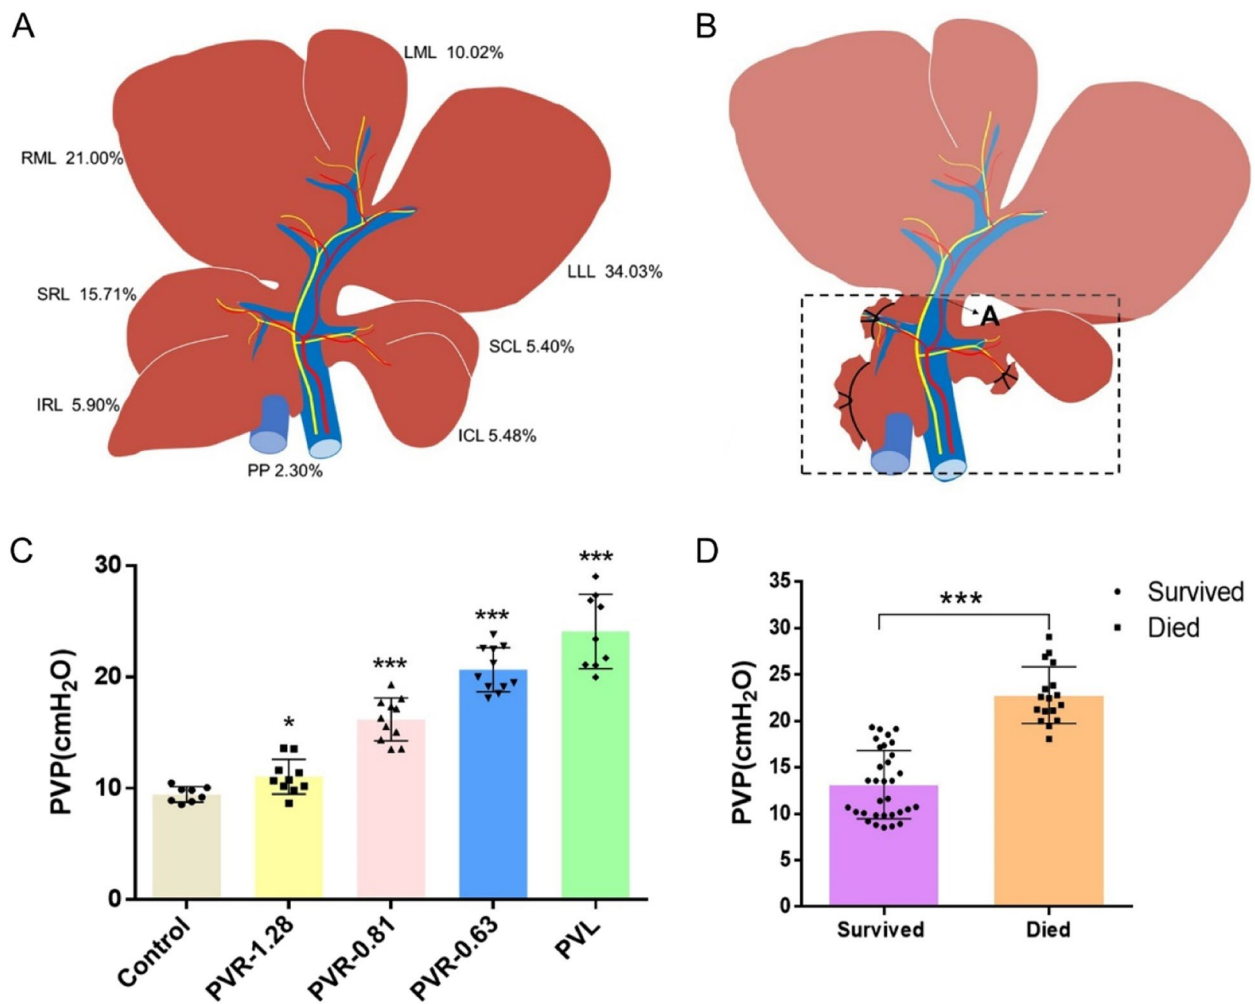 A
B
LML 10.02%
RML 21.00%
LLL 34.03%
SRL 15.71%
SCL 5.40%
IRL 5.90%
ICL 5.48%
PP 2.30%
A
C
D
PVP(cmH₂O)
30
20
10
0
*
***
***
***
Control
PVR-1.28
PVR-0.81
PVR-0.63
PVL
PVP(cmH₂O)
35
30
25
20
15
10
5
0
***
Survived
Died
Survived
Died